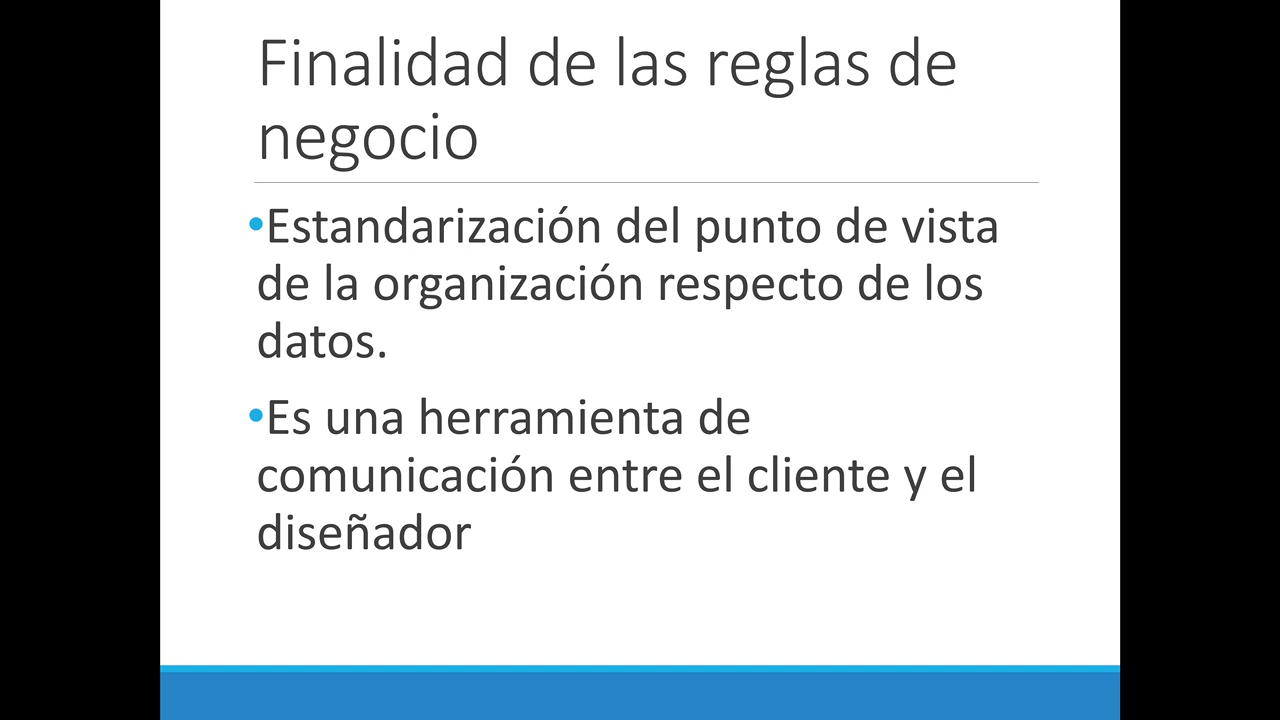 Finalidad de las reglas de
negocio
•Estandarización del punto de vista
de la organización respecto de los
datos.
•Es una herramienta de
comunicación entre el cliente y el
diseñador